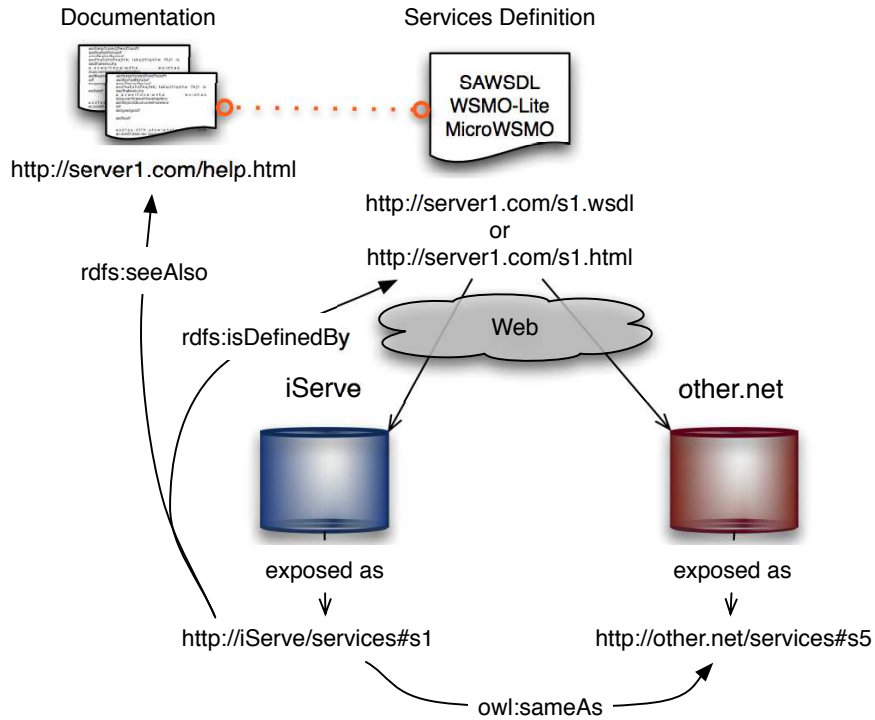 Documentation
Services Definition
SAWSDL
WSMO-Lite
MicroWSMO
http://server1.com/help.html
http://server1.com/s1.wsdl
or
http://server1.com/s1.html
rdfs:seeAlso
rdfs:isDefinedBy
Web
iServe
other.net
exposed as
exposed as
http://iServe/services#s1
http://other.net/services#s5
owl:sameAs